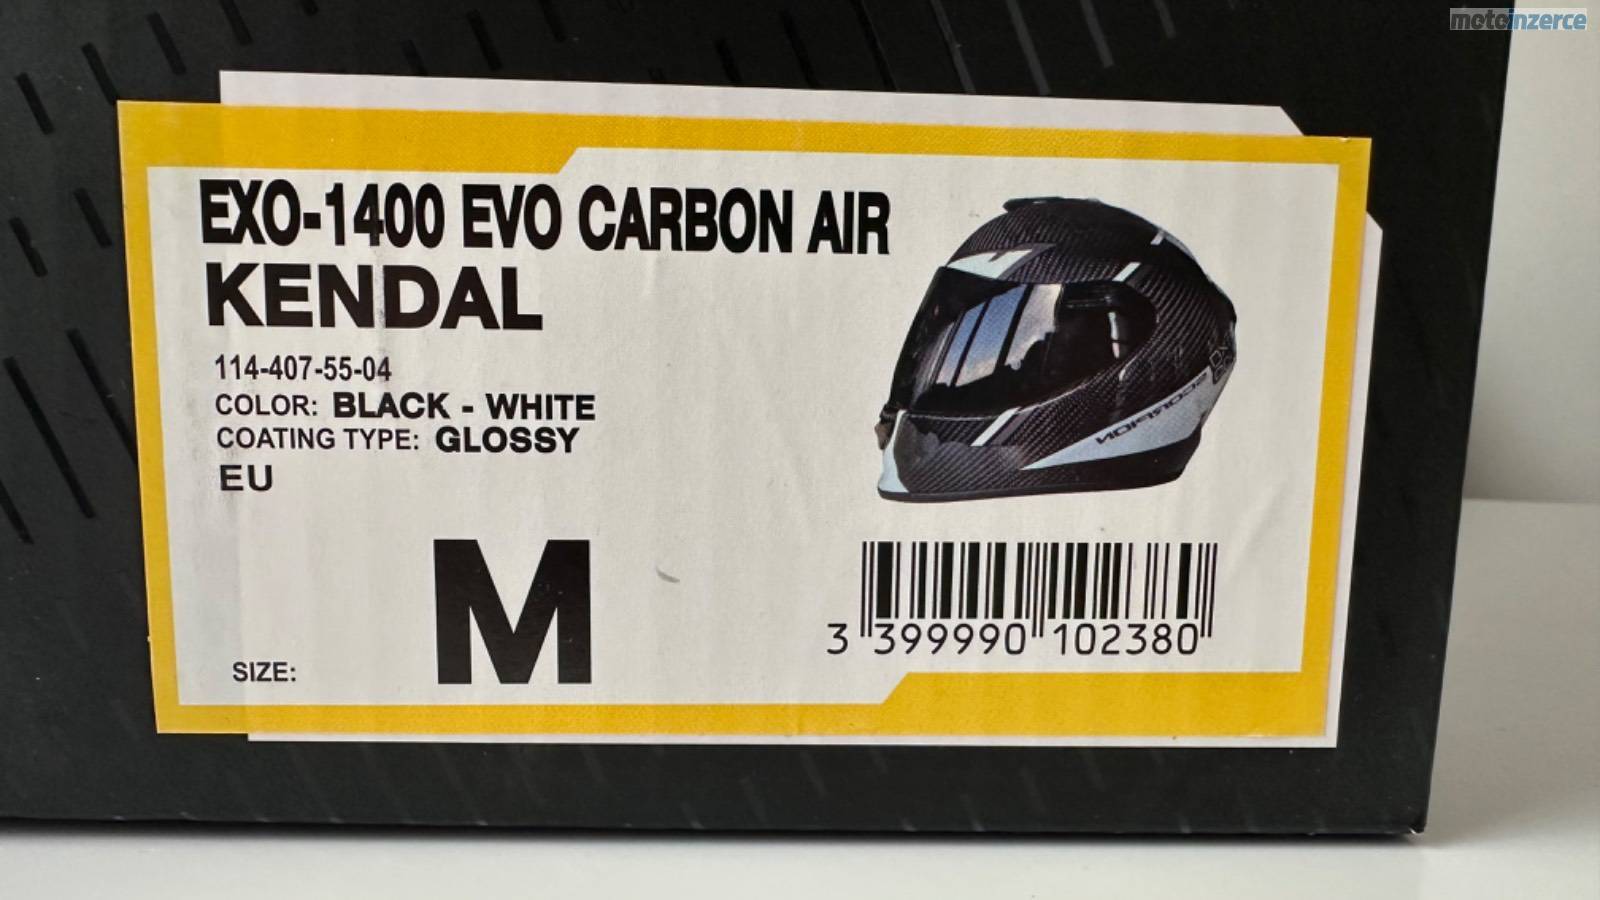 motoinzerce
EXO-1400 EVO CARBON AIR
KENDAL
114-407-55-04
COLOR: BLACK - WHITE
COATING TYPE: GLOSSY
EU
SCORPION
SIZE: M
3 399990 102380